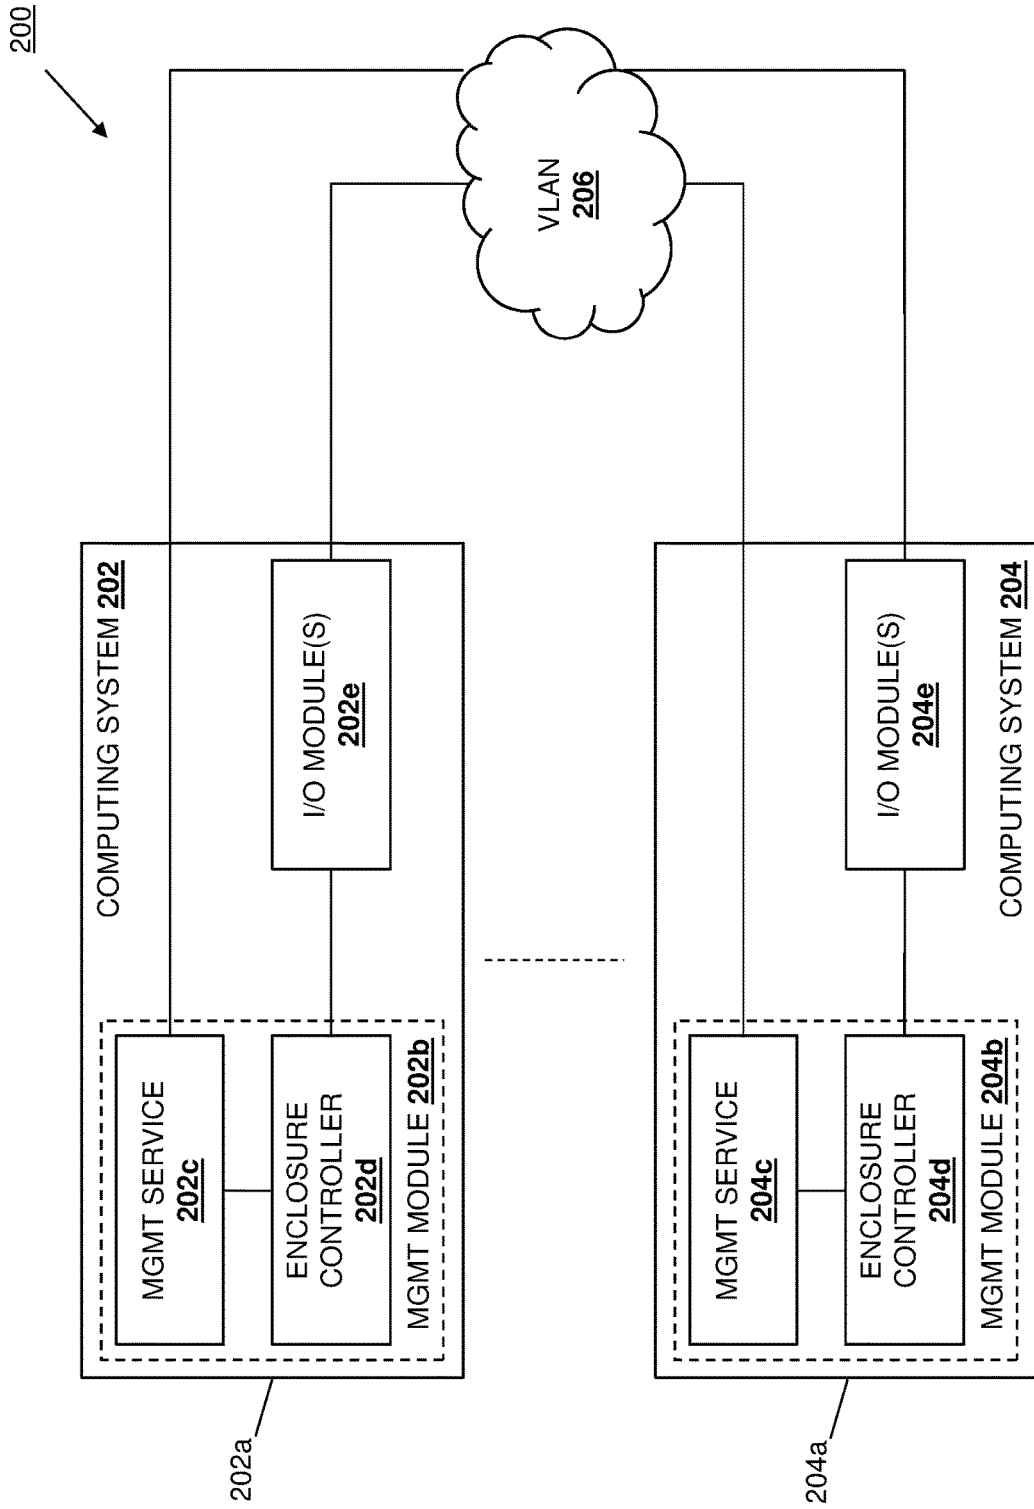 200
COMPUTING SYSTEM 202
MGMT SERVICE
202c
ENCLOSURE
CONTROLLER
202d
MGMT MODULE 202b
I/O MODULE(S)
202e
202a
VLAN
206
MGMT SERVICE
204c
ENCLOSURE
CONTROLLER
204d
MGMT MODULE 204b
I/O MODULE(S)
204e
COMPUTING SYSTEM 204
204a